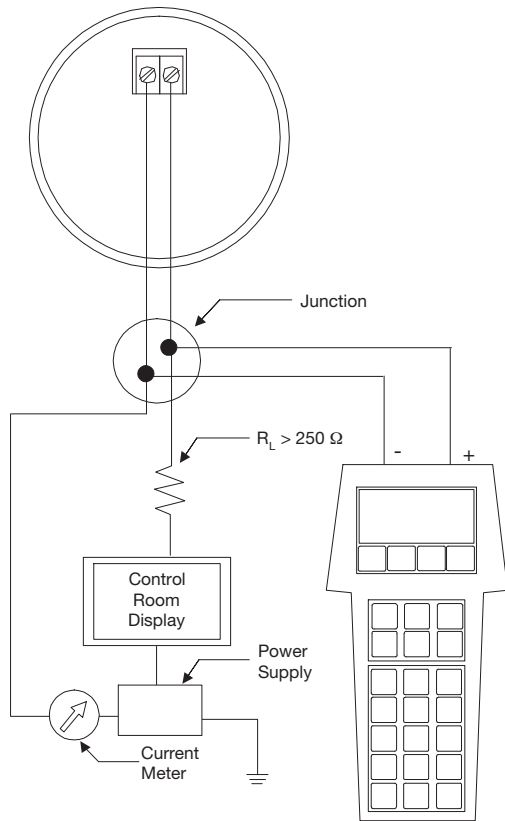 Junction
R_L > 250 Ω
- +
Control
Room
Display
Power
Supply
Current
Meter